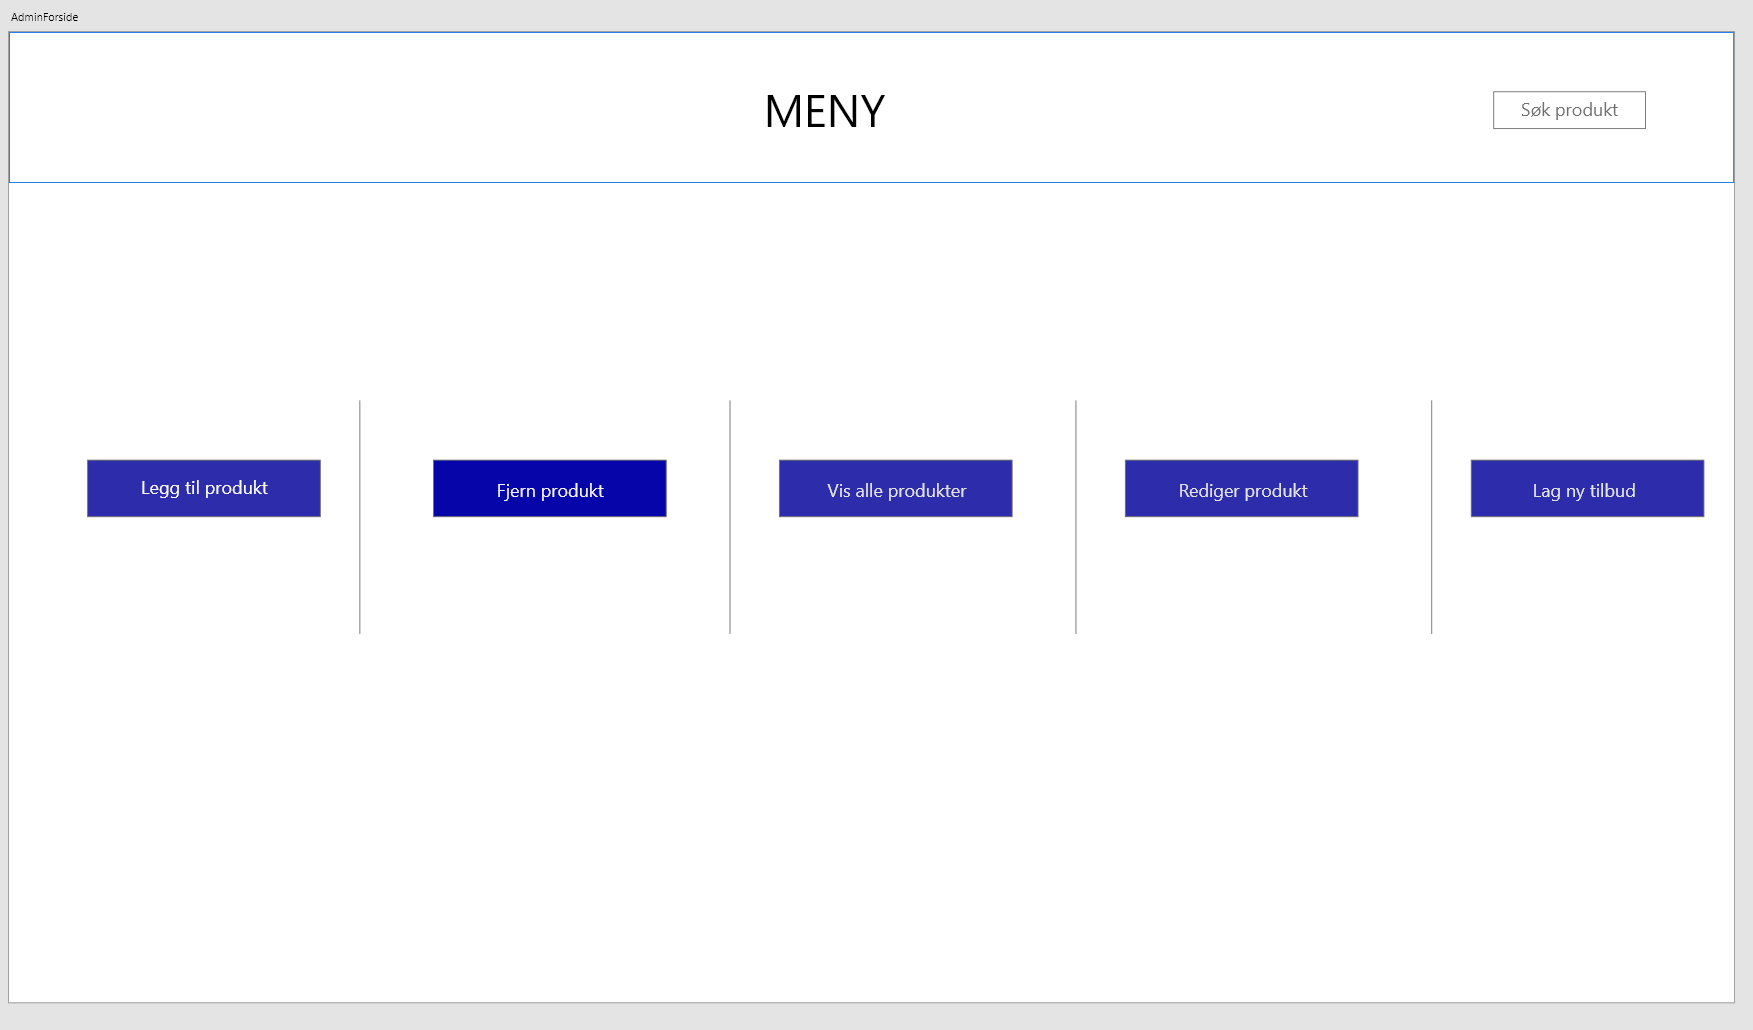 AdminForside
MENY
Søk produkt
Legg til produkt
Fjern produkt
Vis alle produkter
Rediger produkt
Lag ny tilbud